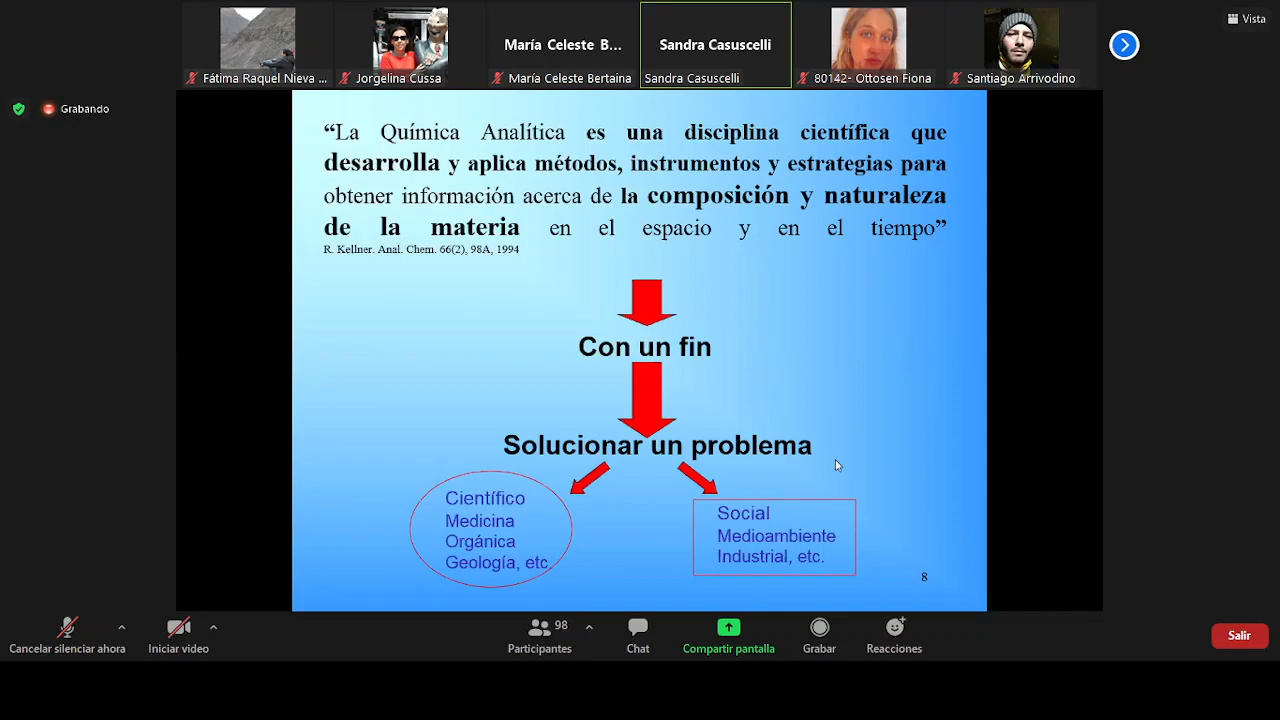 Vista
María Celeste B...
Sandra Casuscelli
Fátima Raquel Nieva ...
Jorgelina Cussa
María Celeste Bertaina
Sandra Casuscelli
80142- Ottosen Fiona
Santiago Arrivodino
Grabando
“La Química Analítica es una disciplina científica que
desarrolla y aplica métodos, instrumentos y estrategias para
obtener información acerca de la composición y naturaleza
de la materia en el espacio y en el tiempo”
R. Kellner. Anal. Chem. 66(2), 98A, 1994
Con un fin
Solucionar un problema
Científico
Medicina
Orgánica
Geología, etc.
Social
Medioambiente
Industrial, etc.
8
98
Cancelar silenciar ahora
Iniciar video
Participantes
Chat
Compartir pantalla
Grabar
Reacciones
Salir